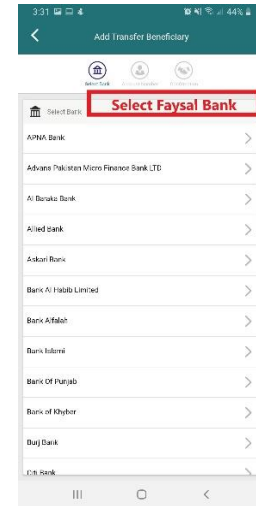 3:31 4 44%
Add Transfer Beneficiary
Select Bank
Select Bank
Select Faysal Bank
APNA Bank
Advans Pakistan Micro Finance Bank LTD
Al Baraka Bank
Allied Bank
Askari Bank
Bank Al Habib Limited
Bank Alfalah
Bank Islami
Bank Of Punjab
Bank of Khyber
Burj Bank
Citi Bank